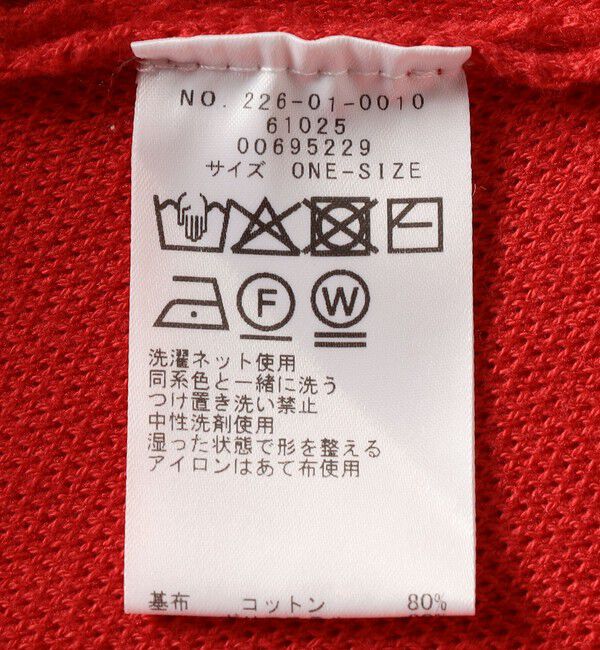 NO. 226-01-0010
61025
00695229
サイズ ONE-SIZE
F W
洗濯ネット使用
同系色と一緒に洗う
つけ置き洗い禁止
中性洗剤使用
湿った状態で形を整える
アイロンはあて布使用
基布 コットン 80%